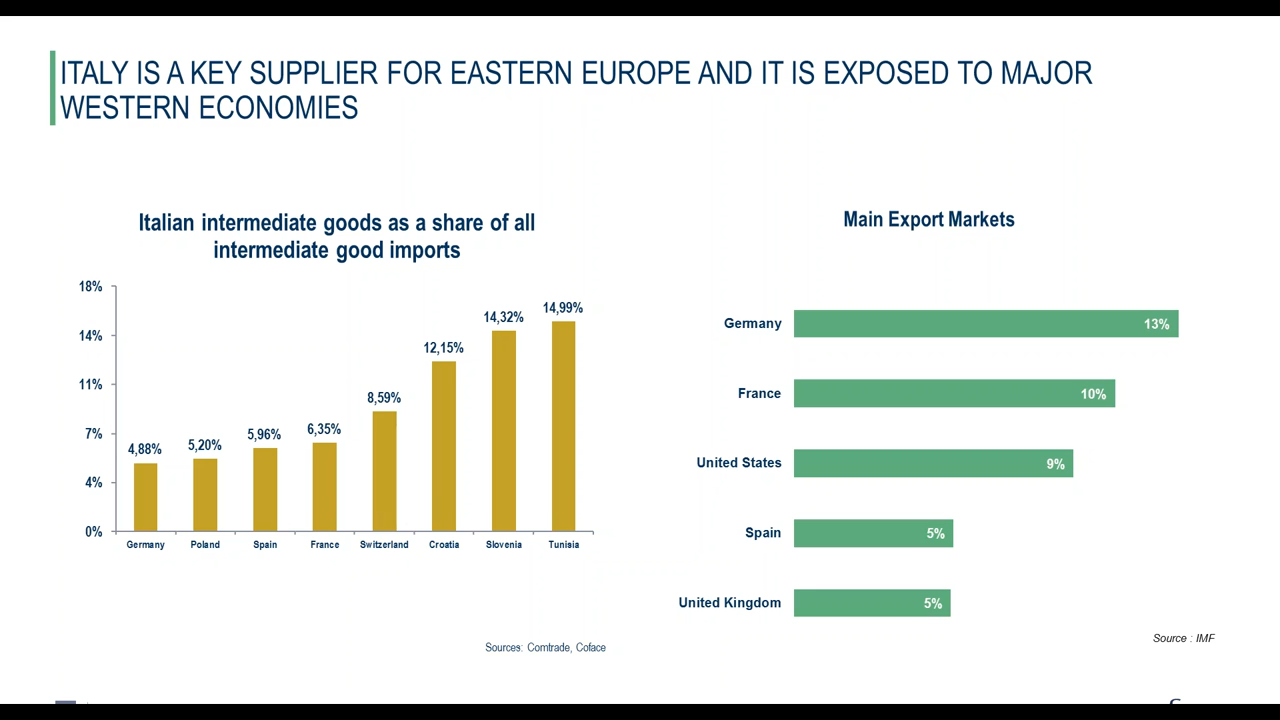 ITALY IS A KEY SUPPLIER FOR EASTERN EUROPE AND IT IS EXPOSED TO MAJOR
WESTERN ECONOMIES
Italian intermediate goods as a share of all
intermediate good imports
18%
14%
11%
7%
4%
0%
4,88%
5,20%
5,96%
6,35%
8,59%
12,15%
14,32%
14,99%
Germany
Poland
Spain
France
Switzerland
Croatia
Slovenia
Tunisia
Sources: Comtrade, Coface
Main Export Markets
Germany 13%
France 10%
United States 9%
Spain 5%
United Kingdom 5%
Source : IMF